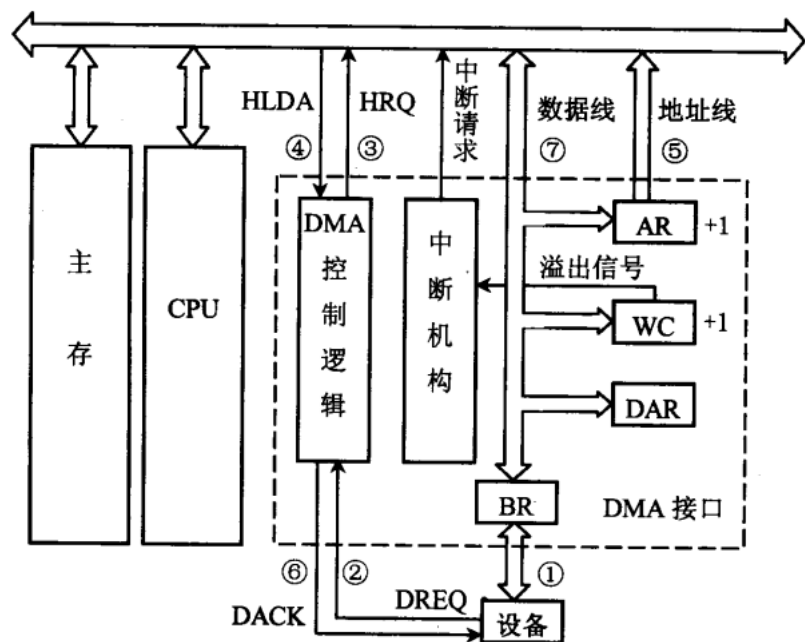 HLDA
④
HRQ
③
中断请求
数据线
⑦
地址线
⑤
主存
CPU
DMA
控制逻辑
中断机构
AR
+1
溢出信号
WC
+1
DAR
BR
DMA 接口
⑥
②
①
DACK
DREQ
设备